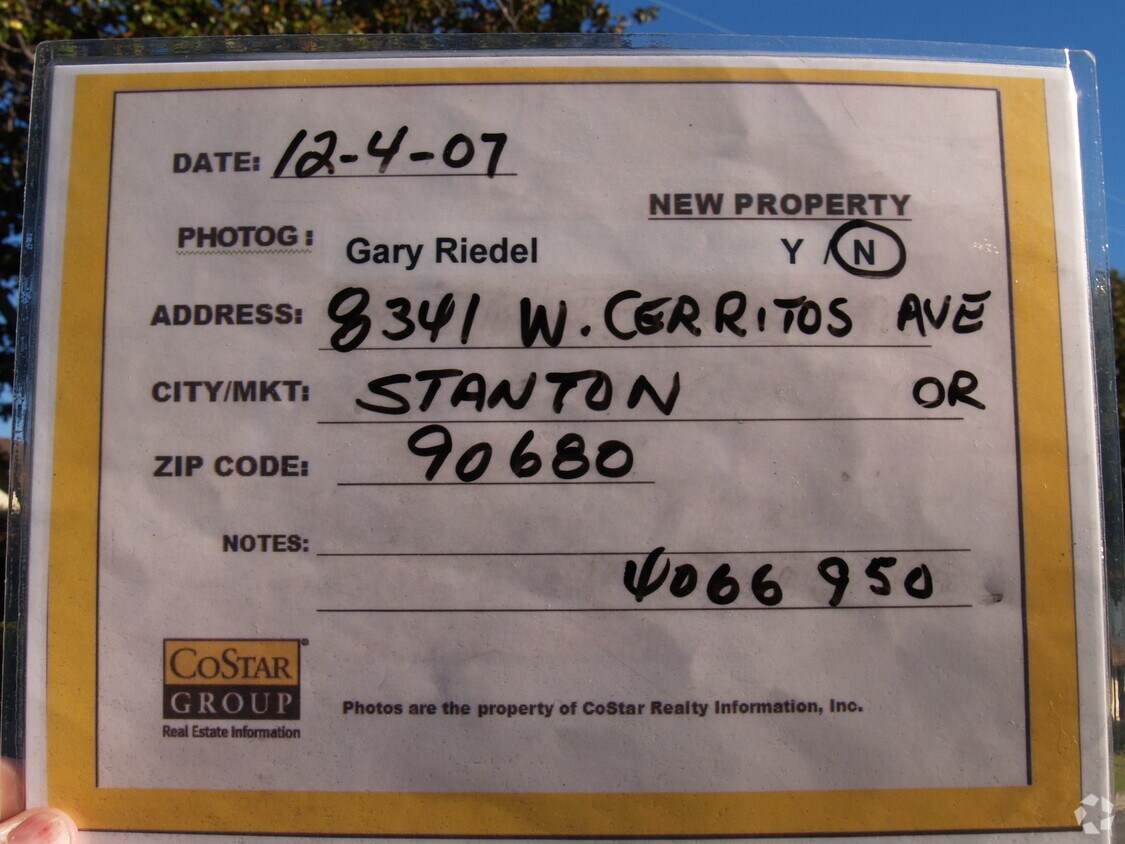 DATE: 12-4-07
NEW PROPERTY
PHOTOG: Gary Riedel Y / N
ADDRESS: 8341 W. CERRITOS AVE
CITY/MKT: STANTON OR
ZIP CODE: 90680
NOTES:
4066 950
COSTAR
GROUP
Real Estate Information
Photos are the property of CoStar Realty Information, Inc.